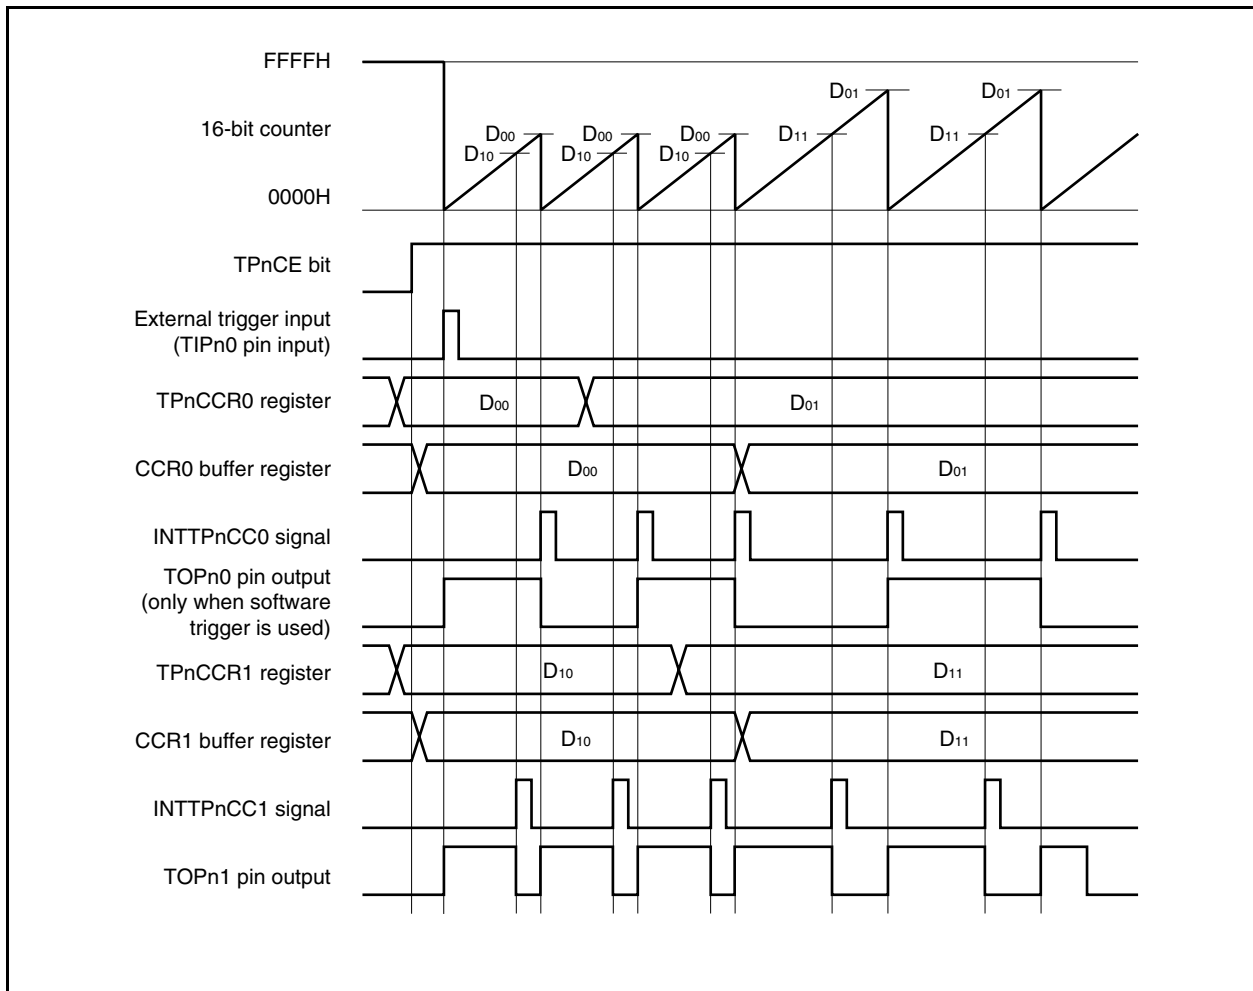 FFFFH
D01 D01
16-bit counter
D00 D00 D00 D11 D11
D10 D10 D10
0000H
TPnCE bit
External trigger input
(TIPn0 pin input)
TPnCCR0 register
D00 D01
CCR0 buffer register
D00 D01
INTTPnCC0 signal
TOPn0 pin output
(only when software
trigger is used)
TPnCCR1 register
D10 D11
CCR1 buffer register
D10 D11
INTTPnCC1 signal
TOPn1 pin output